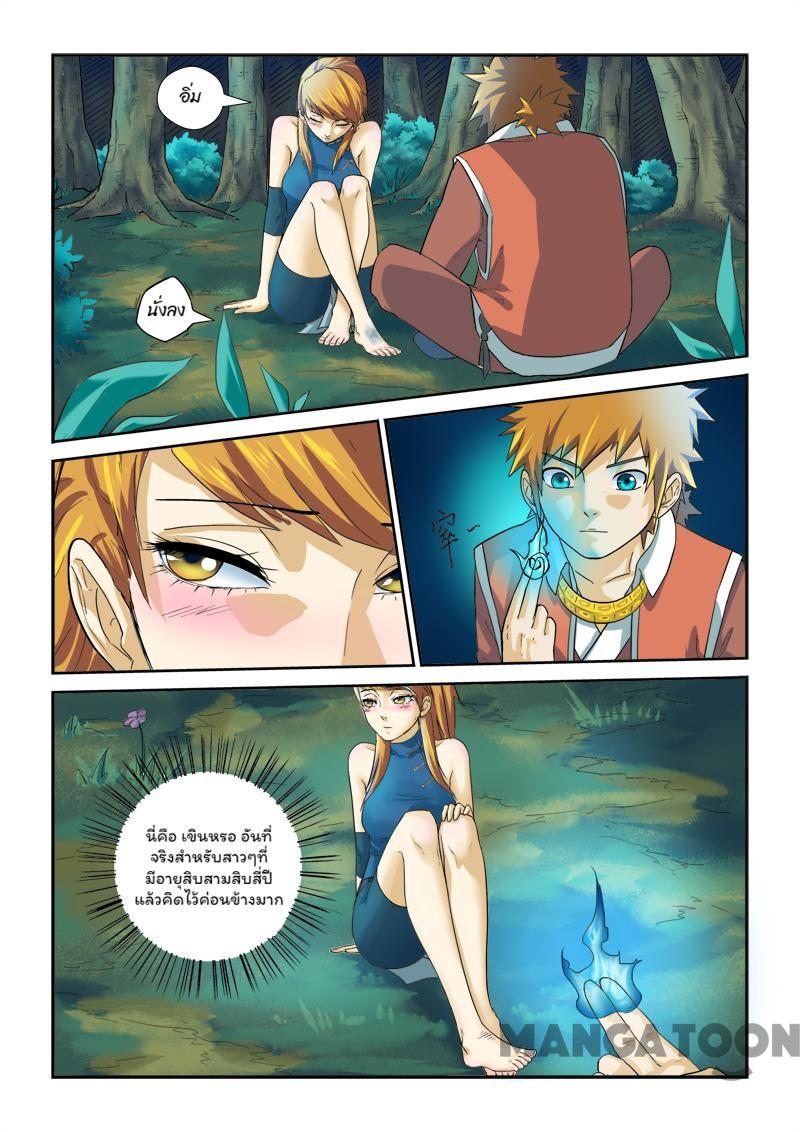 อิ่ม
นั่งลง
窣~
นี่คือ เขินหรอ อันที่
จริงสำหรับสาวๆที่
มีอายุสิบสามสิบสี่ปี
แล้วคิดไว้ค่อนข้างมาก
MANGATOON